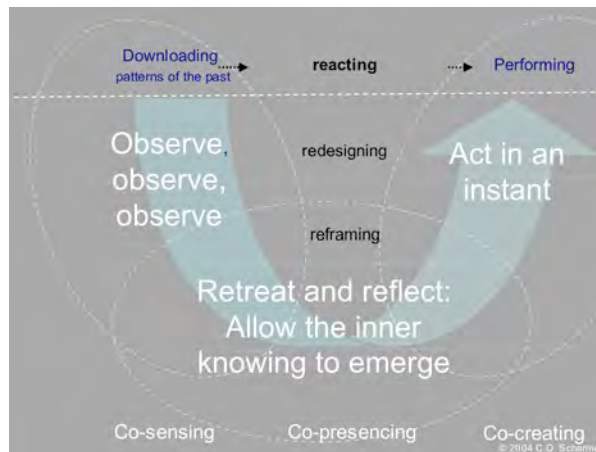 Downloading reacting Performing
patterns of the past
Observe, redesigning Act in an
observe, instant
observe
reframing
Retreat and reflect:
Allow the inner
knowing to emerge
Co-sensing Co-presencing Co-creating
© 2004 C.O.